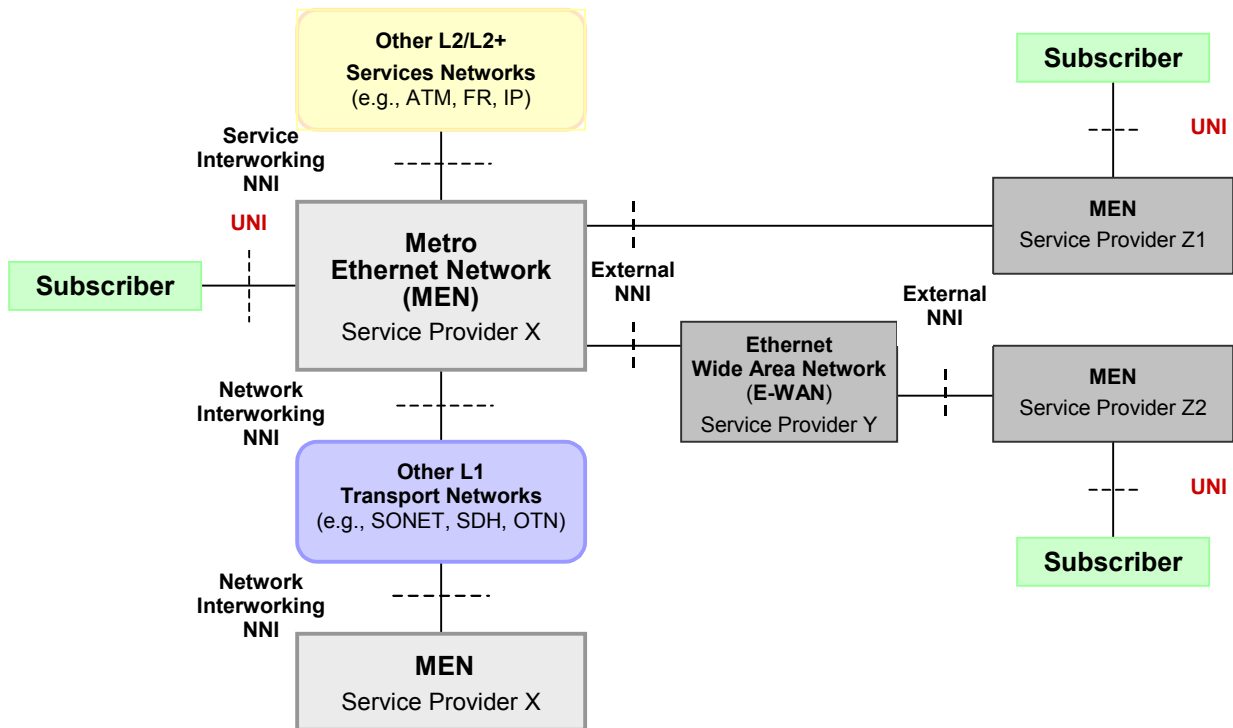 Other L2/L2+
Services Networks
(e.g., ATM, FR, IP)
Subscriber
UNI
Service
Interworking
NNI
UNI
Subscriber
Metro
Ethernet Network
(MEN)
Service Provider X
External
NNI
MEN
Service Provider Z1
External
NNI
Ethernet
Wide Area Network
(E-WAN)
Service Provider Y
MEN
Service Provider Z2
Network
Interworking
NNI
Other L1
Transport Networks
(e.g., SONET, SDH, OTN)
UNI
Subscriber
Network
Interworking
NNI
MEN
Service Provider X